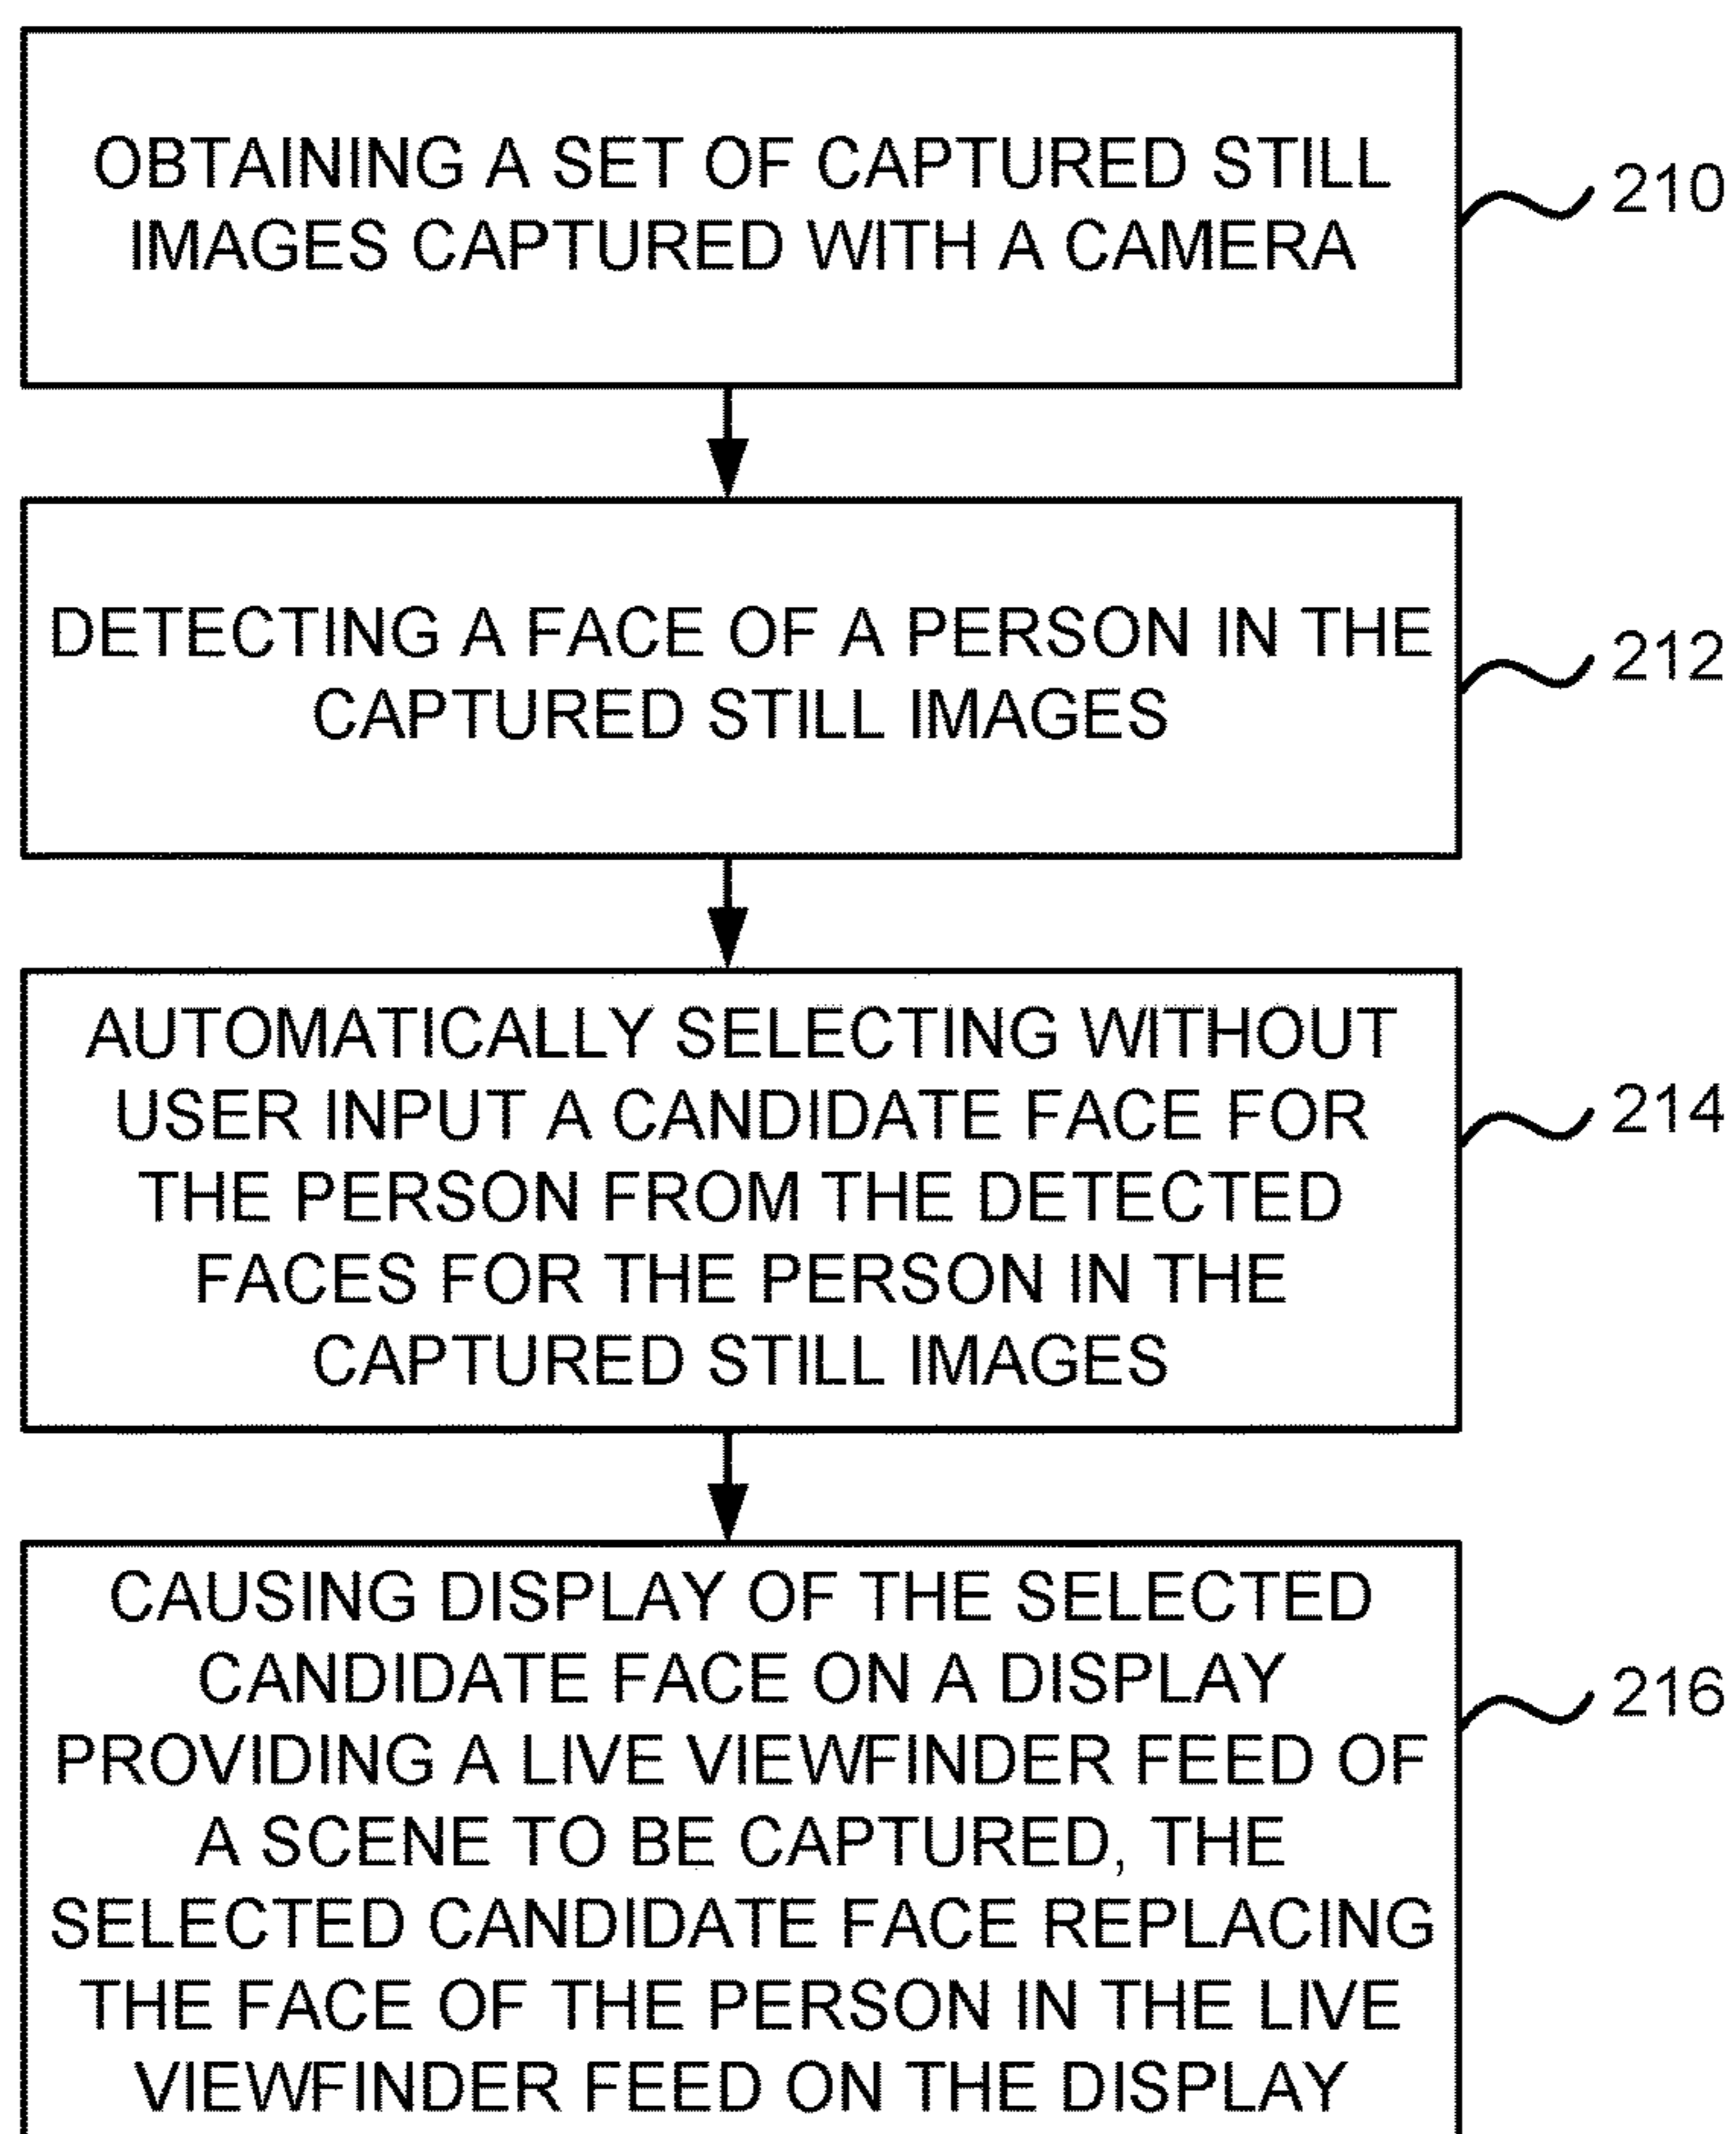 OBTAINING A SET OF CAPTURED STILL
IMAGES CAPTURED WITH A CAMERA
210
DETECTING A FACE OF A PERSON IN THE
CAPTURED STILL IMAGES
212
AUTOMATICALLY SELECTING WITHOUT
USER INPUT A CANDIDATE FACE FOR
THE PERSON FROM THE DETECTED
FACES FOR THE PERSON IN THE
CAPTURED STILL IMAGES
214
CAUSING DISPLAY OF THE SELECTED
CANDIDATE FACE ON A DISPLAY
PROVIDING A LIVE VIEWFINDER FEED OF
A SCENE TO BE CAPTURED, THE
SELECTED CANDIDATE FACE REPLACING
THE FACE OF THE PERSON IN THE LIVE
VIEWFINDER FEED ON THE DISPLAY
216